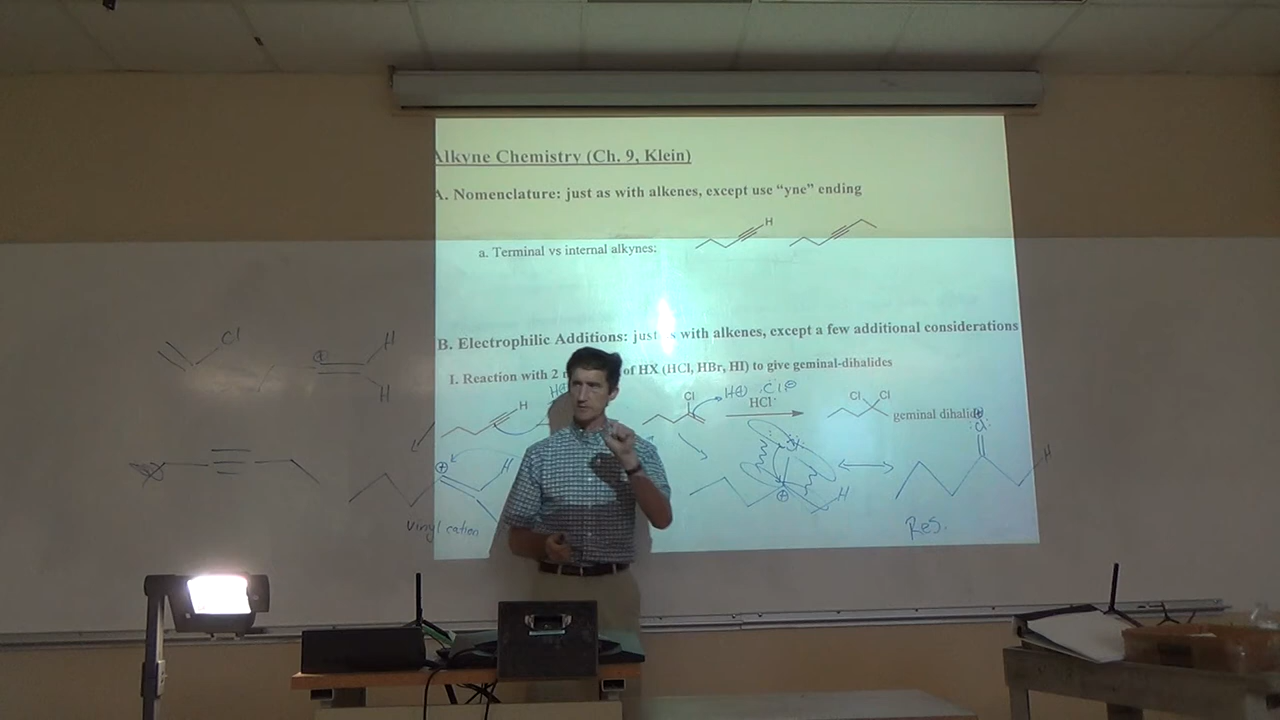 Alkyne Chemistry (Ch. 9, Klein)
A. Nomenclature: just as with alkenes, except use "yne" ending
a. Terminal vs internal alkynes:
H
B. Electrophilic Additions: just as with alkenes, except a few additional considerations
I. Reaction with 2 of HX (HCl, HBr, HI) to give geminal-dihalides
H
H⊕
Cl
H⊕ :Cl⊖
HCl
Cl Cl
geminal dihalide
Cl
⊕
H
H
⊕
H
Cl
H
⊕
H
H
vinyl cation
Res.